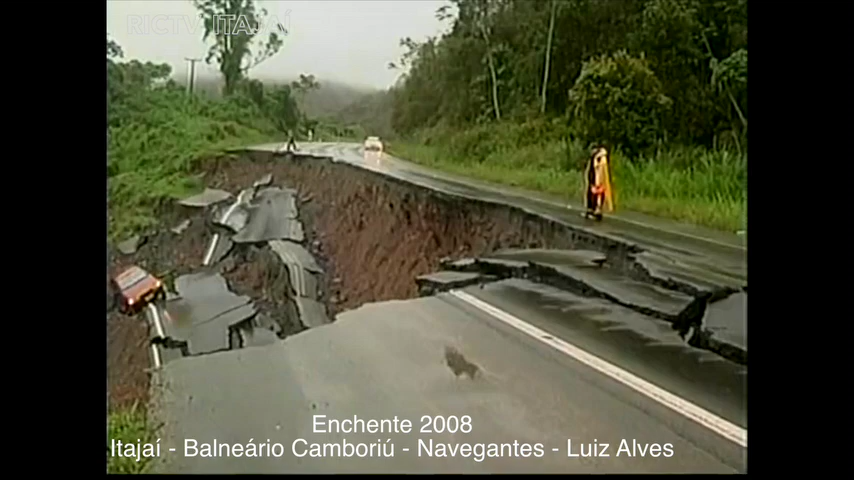 RICTV ITAJAÍ
Enchente 2008
Itajaí - Balneário Camboriú - Navegantes - Luiz Alves